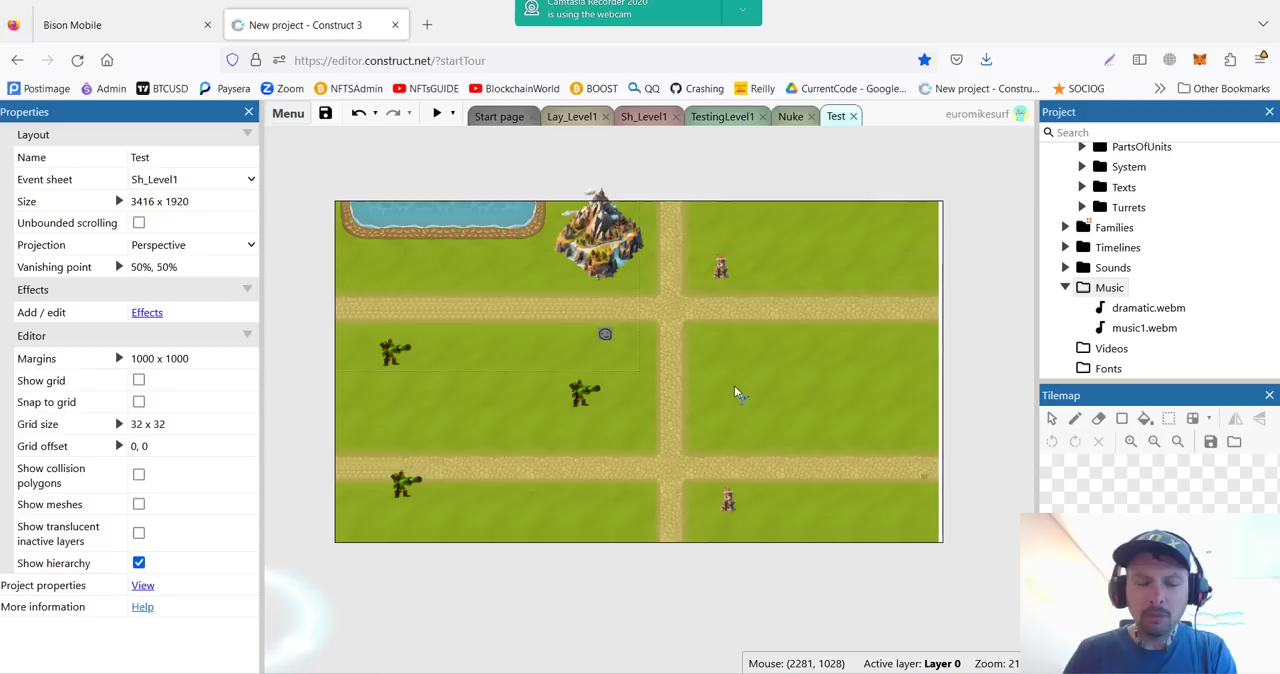 Camtasia Recorder 2020
is using the webcam
Bison Mobile
New project - Construct 3
https://editor.construct.net/?startTour
Postimage
Admin
BTCUSD
Paysera
Zoom
NFTSAdmin
NFTsGUIDE
BlockchainWorld
BOOST
QQ
Crashing
Reilly
CurrentCode - Google...
New project - Constru...
SOCIOG
Other Bookmarks
Properties
Menu
Start page
Lay_Level1
Sh_Level1
TestingLevel1
Nuke
Test
euromikesurf
Project
Layout
Name Test
Event sheet Sh_Level1
Size 3416 x 1920
Unbounded scrolling
Projection Perspective
Vanishing point 50%, 50%
Effects
Add / edit Effects
Editor
Margins 1000 x 1000
Show grid
Snap to grid
Grid size 32 x 32
Grid offset 0, 0
Show collision
polygons
Show meshes
Show translucent
inactive layers
Show hierarchy
Project properties View
More information Help
Search
PartsOfUnits
System
Texts
Turrets
Families
Timelines
Sounds
Music
dramatic.webm
music1.webm
Videos
Fonts
Tilemap
Mouse: (2281, 1028) Active layer: Layer 0 Zoom: 21